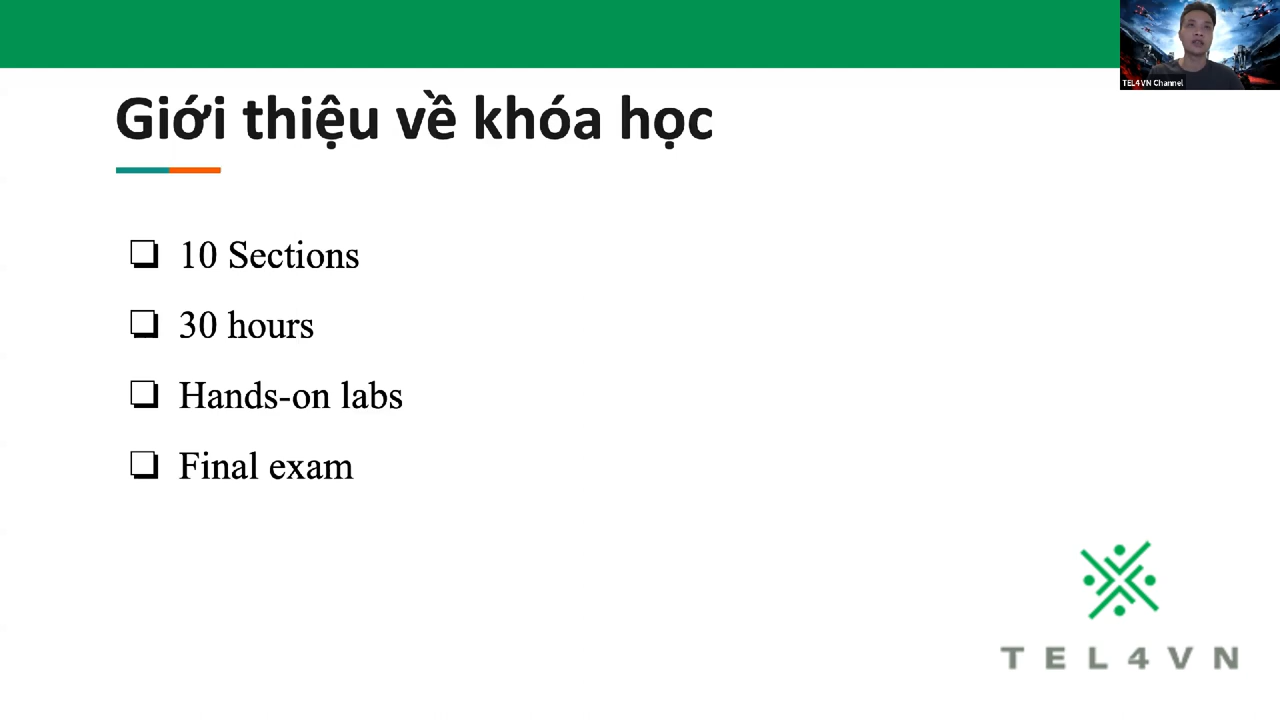 TEL4VN Channel
Giới thiệu về khóa học
❏ 10 Sections
❏ 30 hours
❏ Hands-on labs
❏ Final exam
TEL4VN